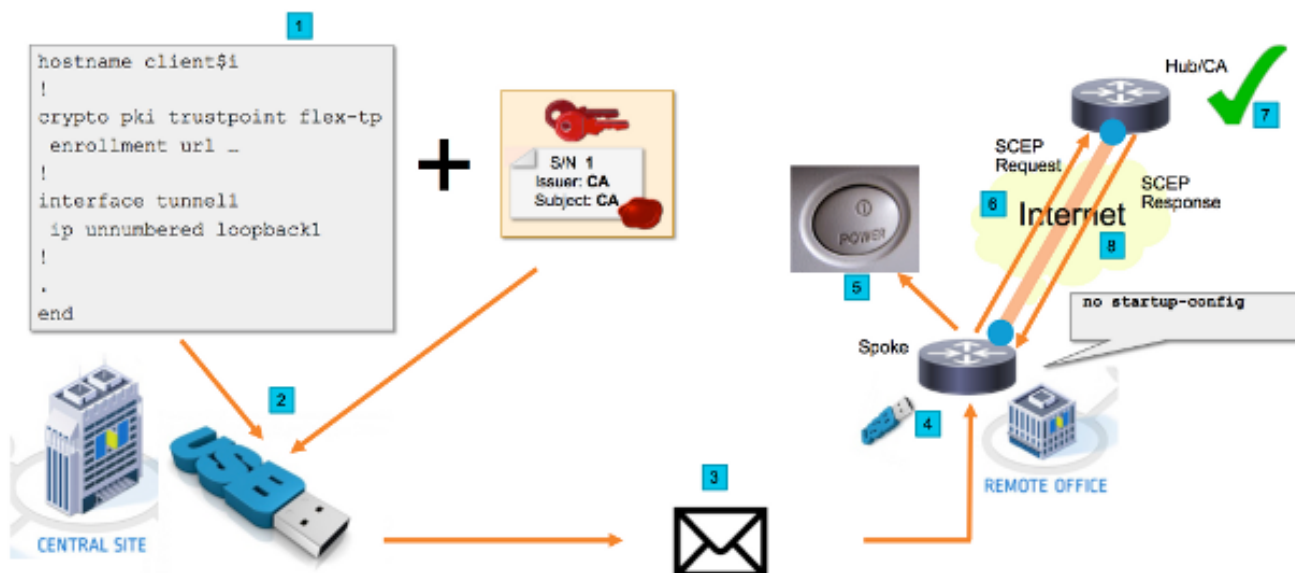 1
hostname client$i
!
crypto pki trustpoint flex-tp
enrollment url …
!
interface tunnel1
ip unnumbered loopback1
!
.
end
+
S/N 1
Issuer: CA
Subject: CA
2
USB
CENTRAL SITE
3
4
5
POWER
Spoke
REMOTE OFFICE
no startup-config
6
SCEP
Request
Internet
SCEP
Response
8
Hub/CA
7